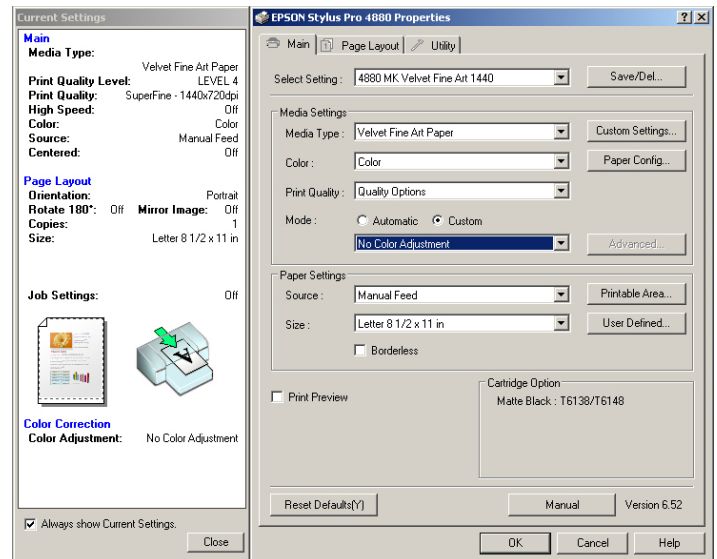 Current Settings
Main
Media Type:
Velvet Fine Art Paper
Print Quality Level: LEVEL 4
Print Quality: SuperFine - 1440x720dpi
High Speed: Off
Color: Color
Source: Manual Feed
Centered: Off
Page Layout
Orientation: Portrait
Rotate 180°: Off Mirror Image: Off
Copies: 1
Size: Letter 8 1/2 x 11 in
Job Settings: Off
Color Correction
Color Adjustment: No Color Adjustment
Always show Current Settings.
Close
EPSON Stylus Pro 4880 Properties
Main Page Layout Utility
Select Setting : 4880 MK Velvet Fine Art 1440 Save/Del...
Media Settings
Media Type : Velvet Fine Art Paper Custom Settings...
Color : Color Paper Config...
Print Quality : Quality Options
Mode : Automatic Custom
No Color Adjustment Advanced...
Paper Settings
Source : Manual Feed Printable Area...
Size : Letter 8 1/2 x 11 in User Defined...
Borderless
Print Preview
Cartridge Option
Matte Black : T6138/T6148
Reset Defaults(Y) Manual Version 6.52
OK Cancel Help